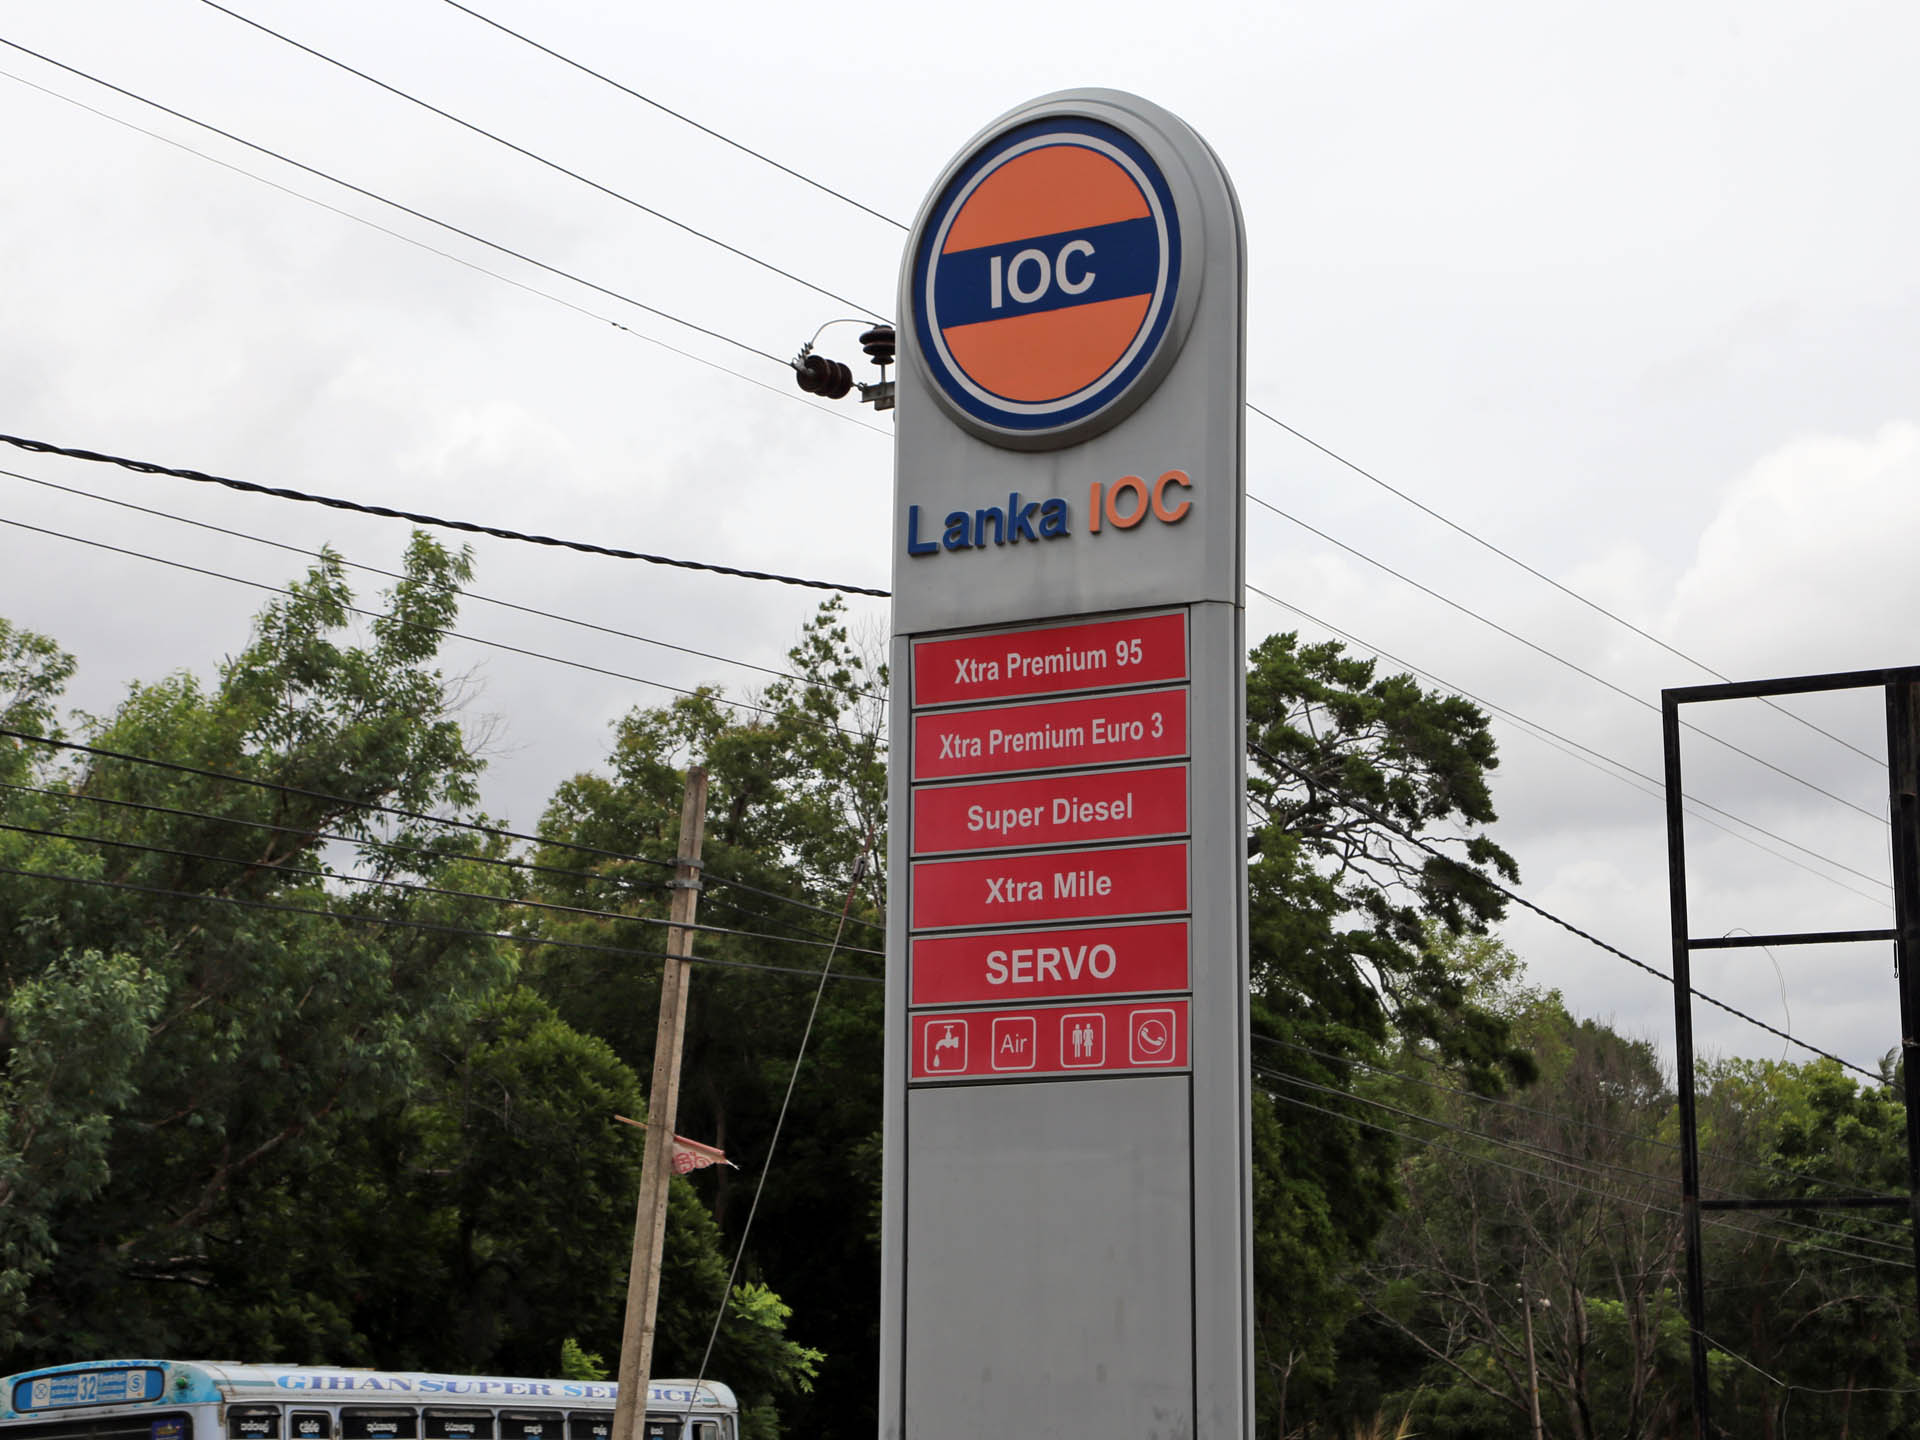 IOC
Lanka IOC
Xtra Premium 95
Xtra Premium Euro 3
Super Diesel
Xtra Mile
SERVO
Air
32
GIHAN SUPER SERVICE